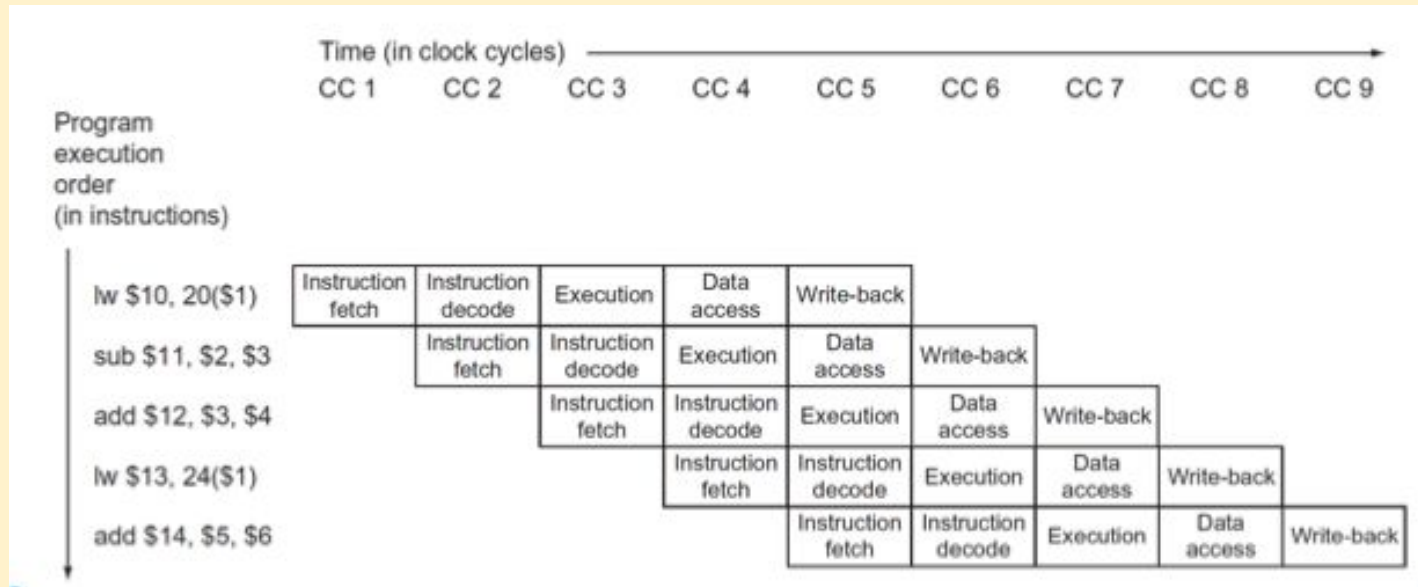 Time (in clock cycles)
CC 1 CC 2 CC 3 CC 4 CC 5 CC 6 CC 7 CC 8 CC 9
Program
execution
order
(in instructions)
lw $10, 20($1) Instruction fetch Instruction decode Execution Data access Write-back
sub $11, $2, $3 Instruction fetch Instruction decode Execution Data access Write-back
add $12, $3, $4 Instruction fetch Instruction decode Execution Data access Write-back
lw $13, 24($1) Instruction fetch Instruction decode Execution Data access Write-back
add $14, $5, $6 Instruction fetch Instruction decode Execution Data access Write-back